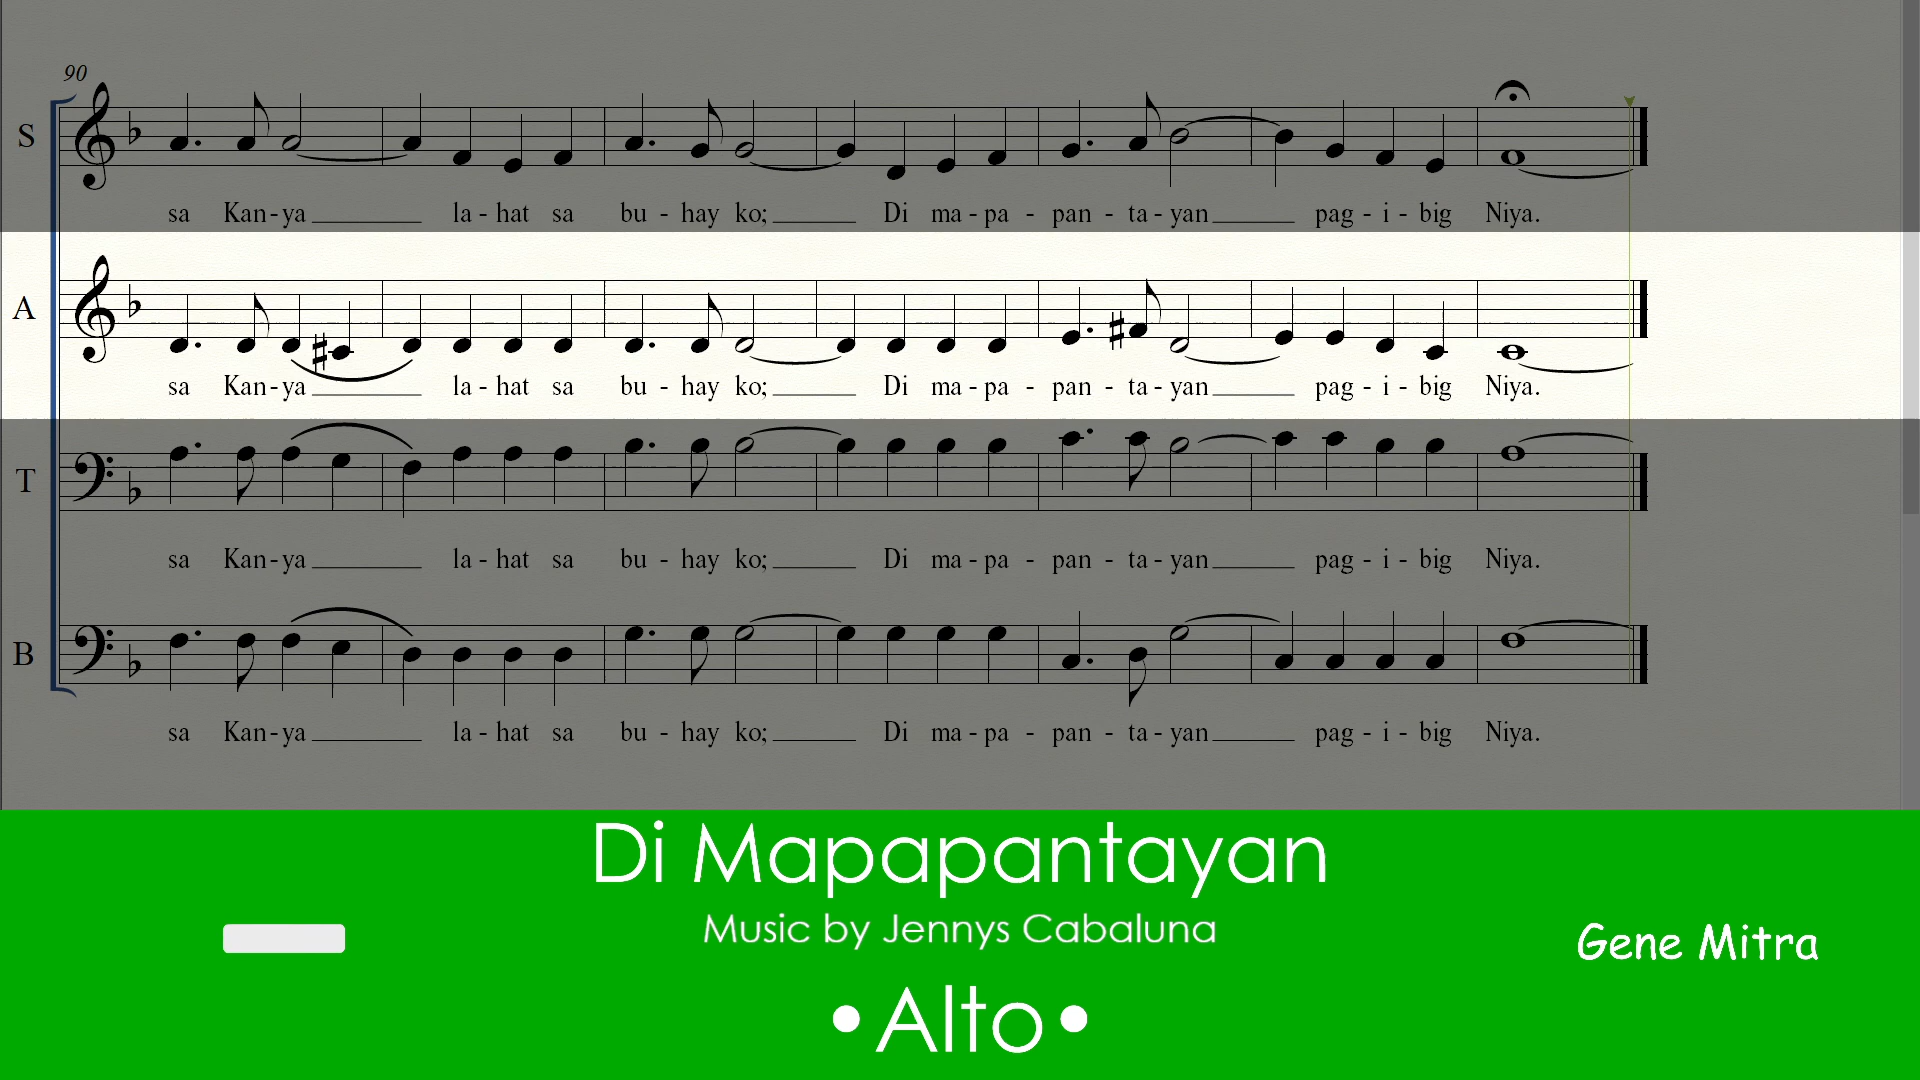 90
S
sa Kan-ya la-hat sa bu-hay ko; Di ma-pa-pan-ta-yan pag-i-big Niya.
A
sa Kan-ya la-hat sa bu-hay ko; Di ma-pa-pan-ta-yan pag-i-big Niya.
T
sa Kan-ya la-hat sa bu-hay ko; Di ma-pa-pan-ta-yan pag-i-big Niya.
B
sa Kan-ya la-hat sa bu-hay ko; Di ma-pa-pan-ta-yan pag-i-big Niya.
Di Mapapantayan
Music by Jennys Cabaluna
Gene Mitra
•Alto•